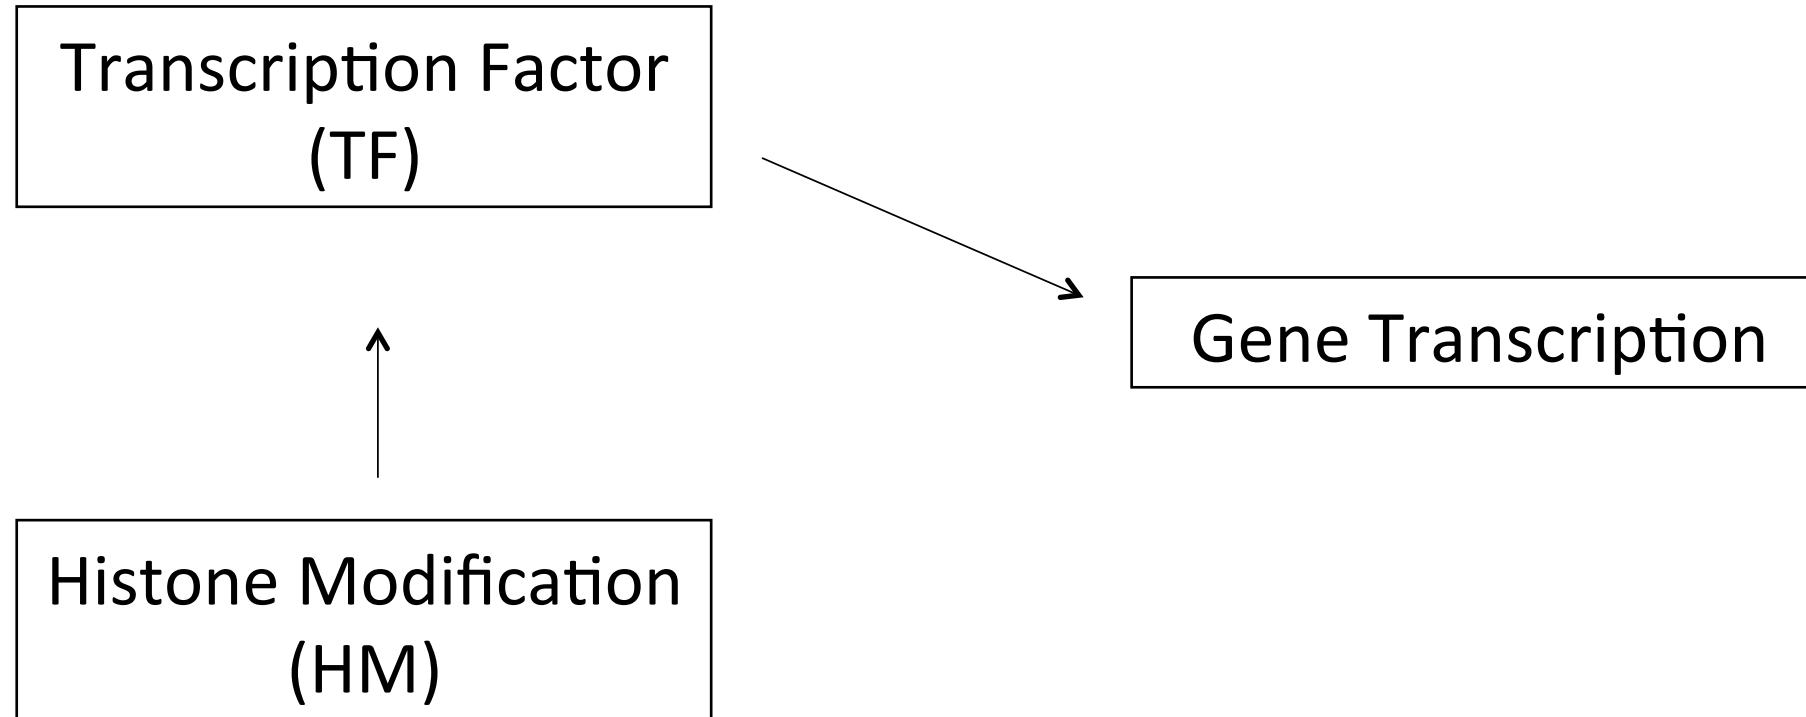 Transcription Factor
(TF)
Gene Transcription
Histone Modification
(HM)